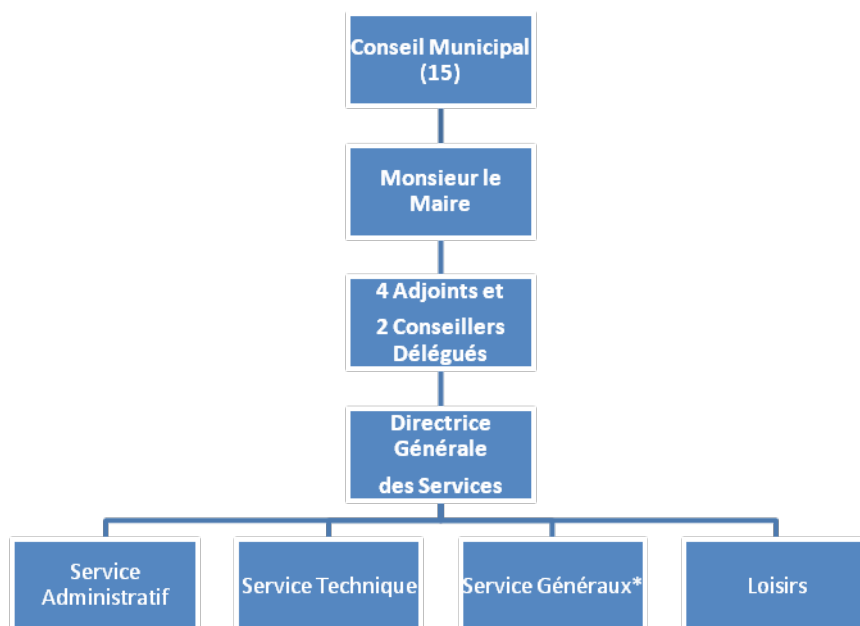 Conseil Municipal
(15)
Monsieur le
Maire
4 Adjoints et
2 Conseillers
Délégués
Directrice
Générale
des Services
Service
Administratif
Service Technique
Service Généraux*
Loisirs